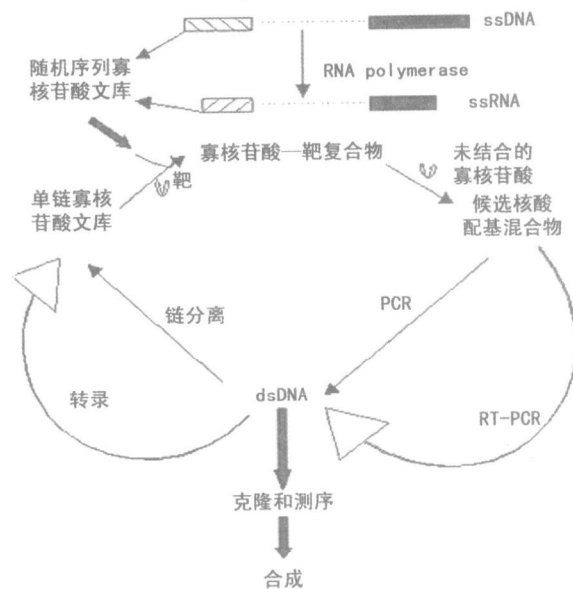 ssDNA
随机序列寡
核苷酸文库
RNA polymerase
ssRNA
寡核苷酸—靶复合物
未结合的
寡核苷酸
靶
单链寡核
苷酸文库
候选核酸
配基混合物
PCR
链分离
转录
dsDNA
RT-PCR
克隆和测序
合成